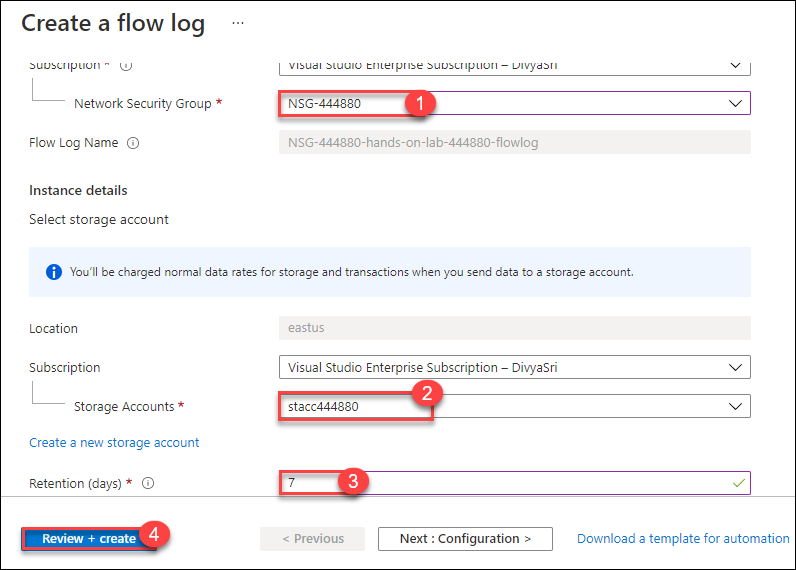 Create a flow log ...
Subscription * Visual Studio Enterprise Subscription – DivyaSri
Network Security Group * NSG-444880 1
Flow Log Name NSG-444880-hands-on-lab-444880-flowlog
Instance details
Select storage account
You'll be charged normal data rates for storage and transactions when you send data to a storage account.
Location eastus
Subscription Visual Studio Enterprise Subscription – DivyaSri
2
Storage Accounts * stacc444880
Create a new storage account
Retention (days) * 7 3
Review + create 4 < Previous Next : Configuration > Download a template for automation